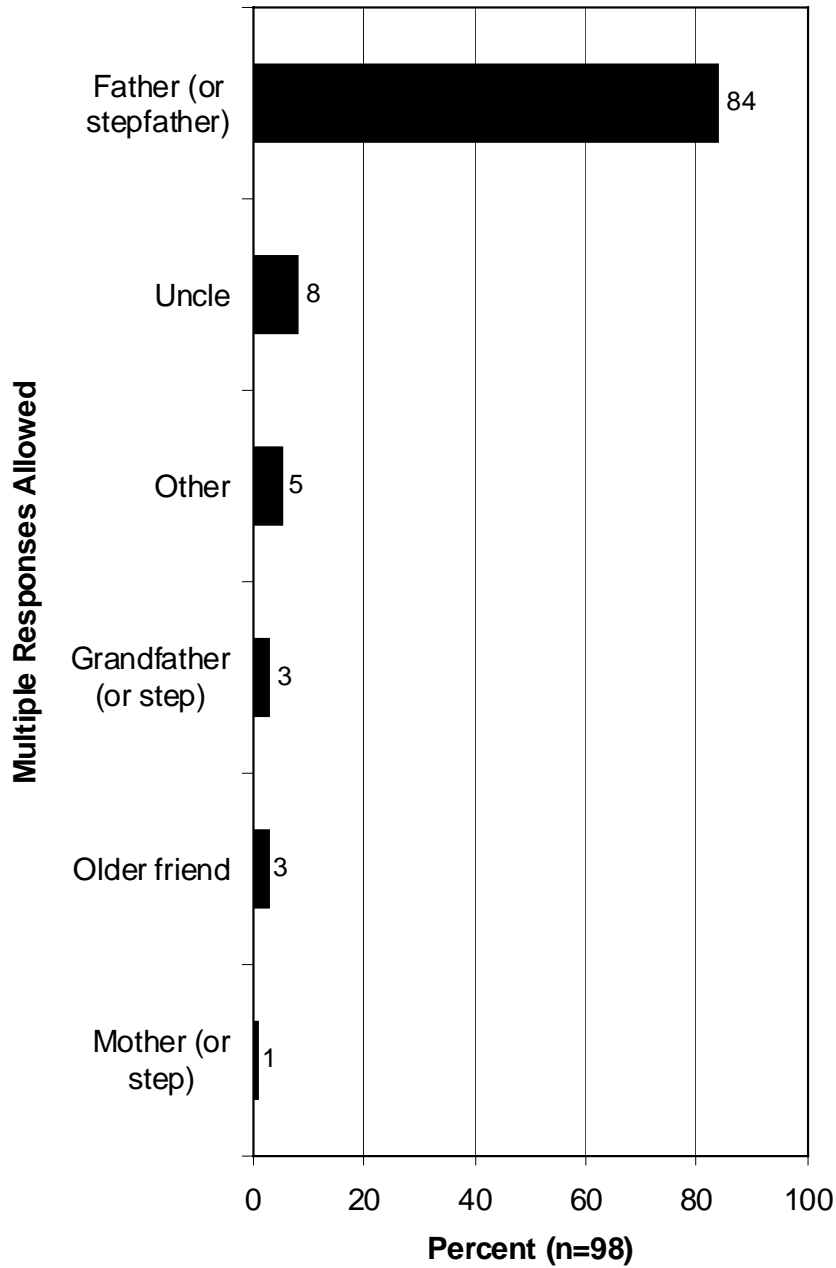 Multiple Responses Allowed
Father (or
stepfather)
84
Uncle
8
Other
5
Grandfather
(or step)
3
Older friend
3
Mother (or
step)
1
0 20 40 60 80 100
Percent (n=98)